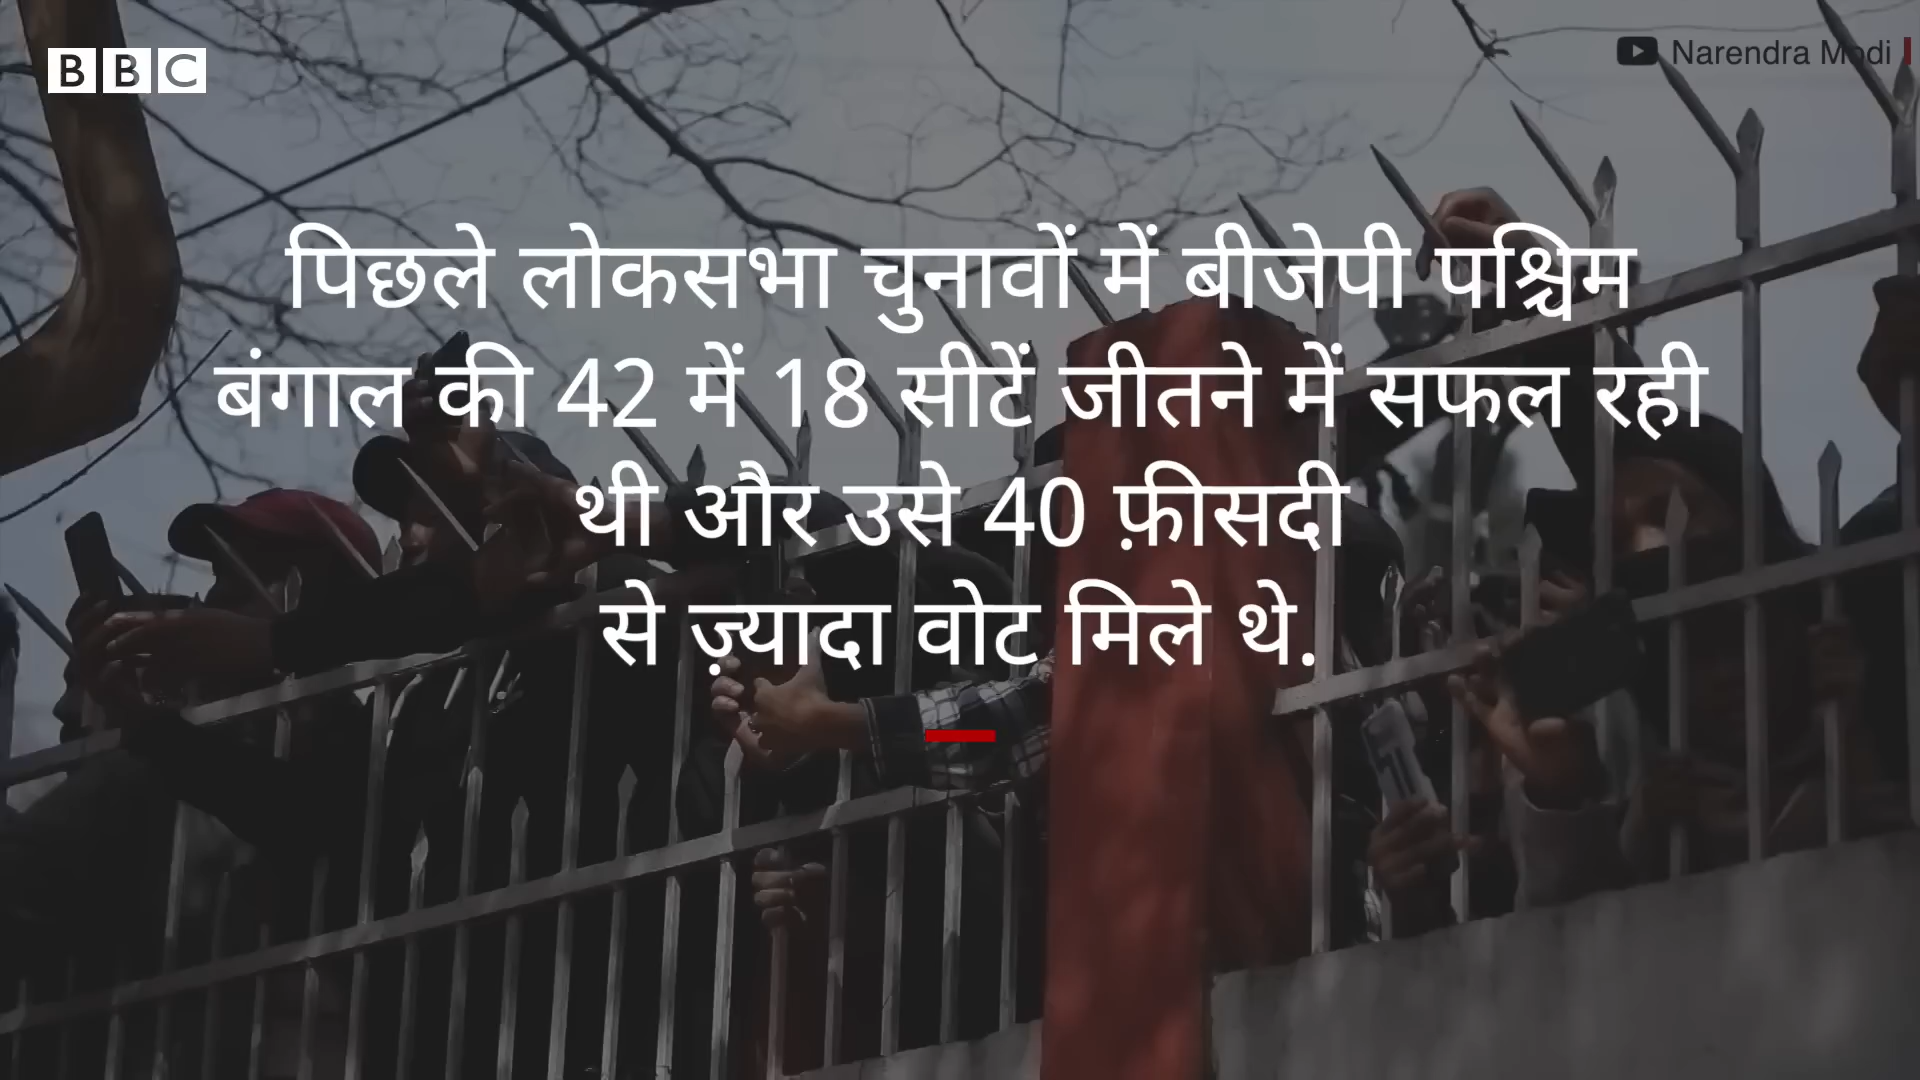 BBC
Narendra Modi
पिछले लोकसभा चुनावों में बीजेपी पश्चिम
बंगाल की 42 में 18 सीटें जीतने में सफल रही
थी और उसे 40 फ़ीसदी
से ज़्यादा वोट मिले थे.